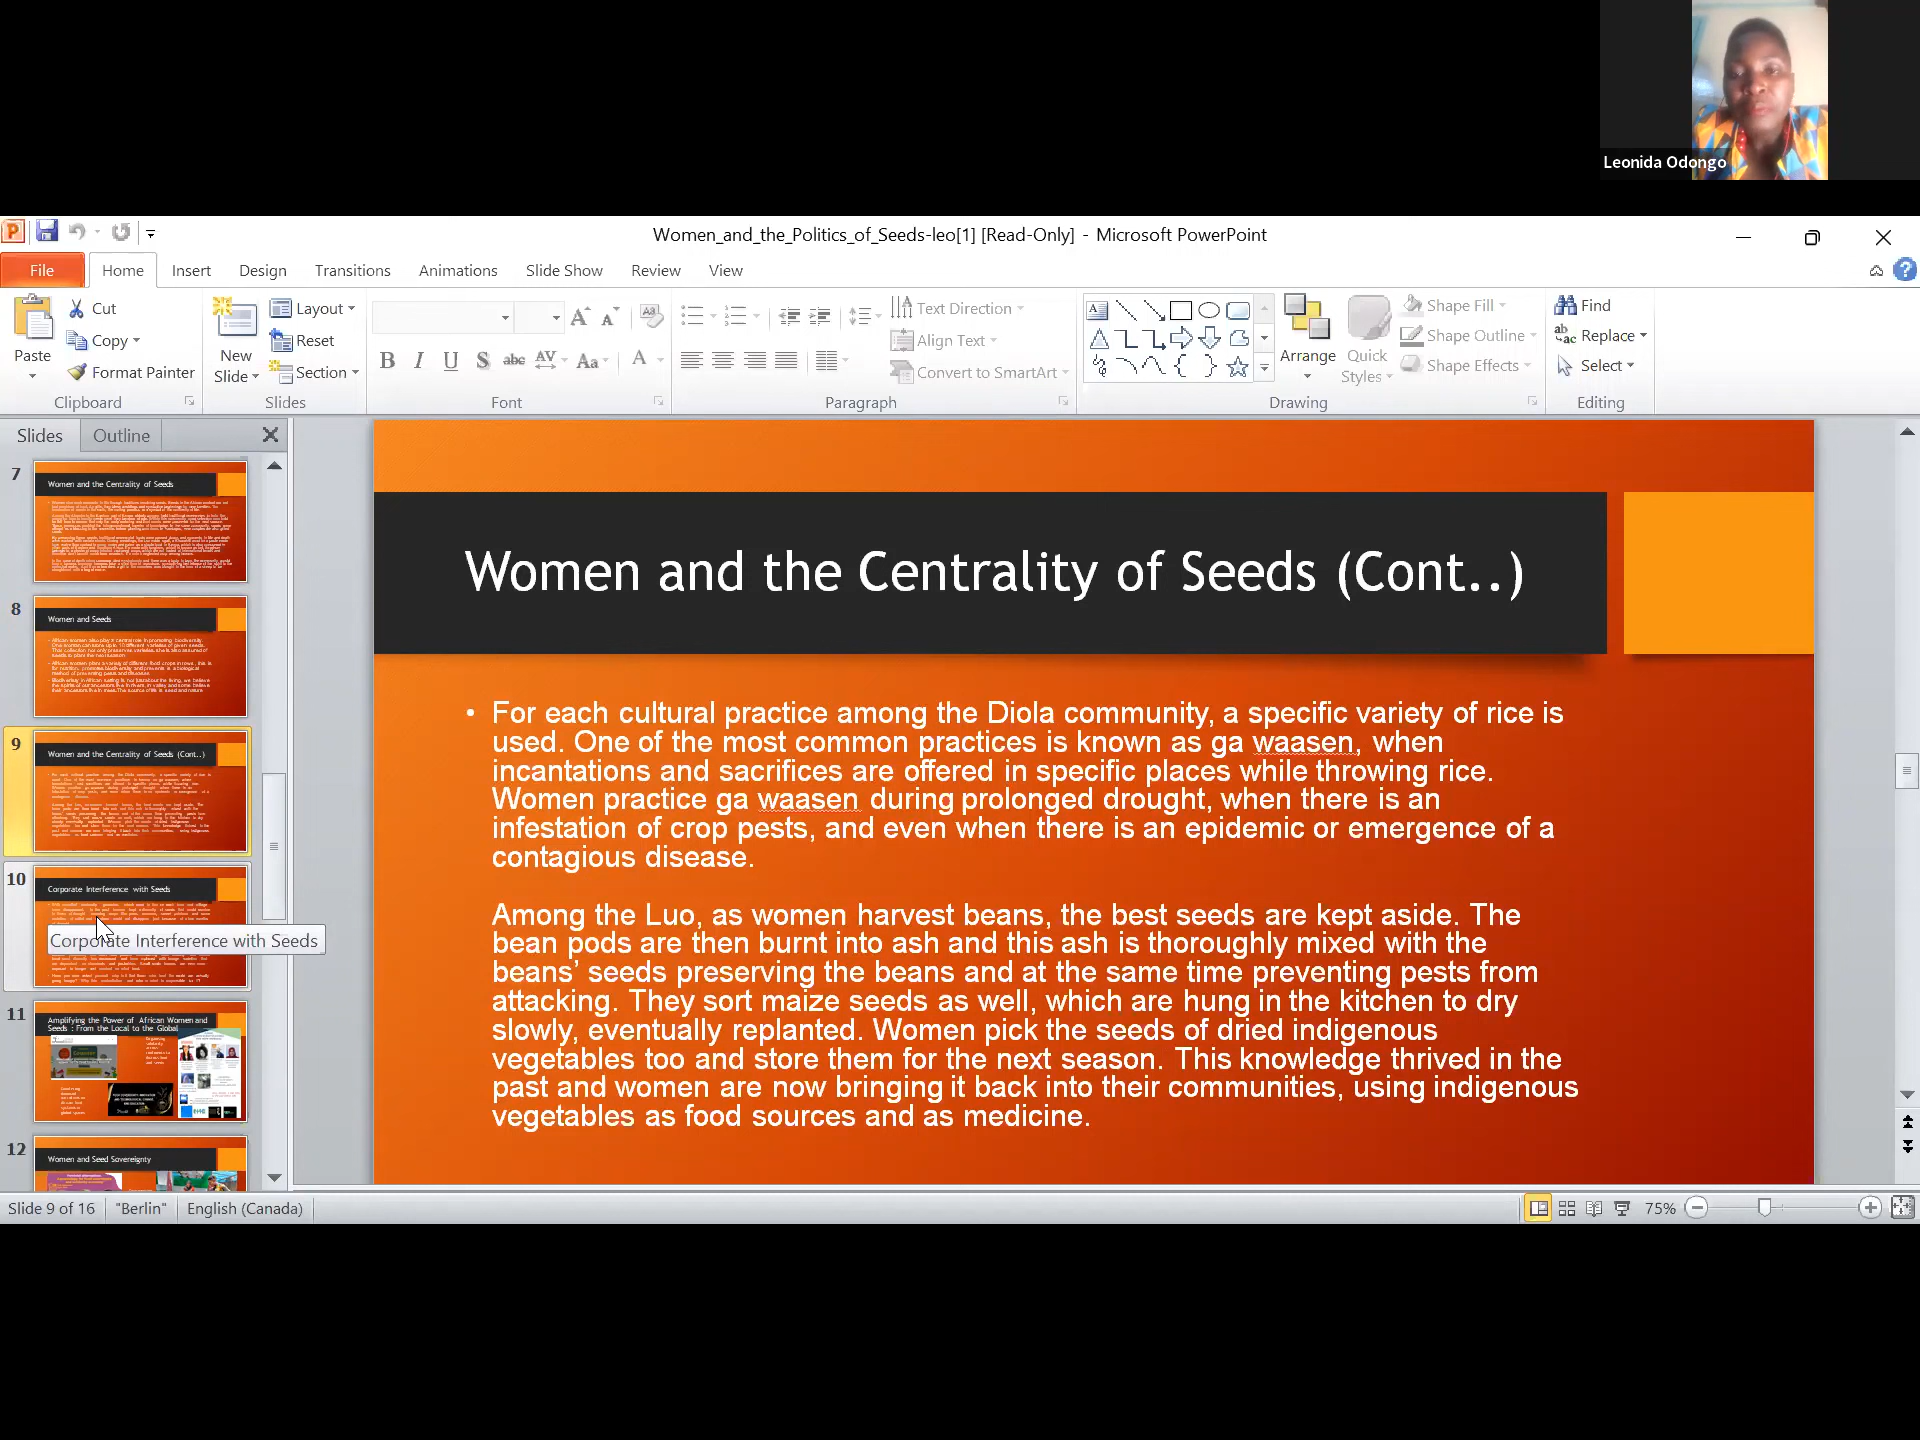 Leonida Odongo
Women_and_the_Politics_of_Seeds-leo[1] [Read-Only] - Microsoft PowerPoint
File Home Insert Design Transitions Animations Slide Show Review View
Paste
Cut
Copy
Format Painter
Clipboard
New
Slide
Layout
Reset
Section
Slides
B I U S abc AV Aa A
Font
Text Direction
Align Text
Convert to SmartArt
Paragraph
Arrange
Quick
Styles
Shape Fill
Shape Outline
Shape Effects
Drawing
Find
Replace
Select
Editing
Slides Outline
7
Women and the Centrality of Seeds
8
Women and Seeds
9
Women and the Centrality of Seeds (Cont..)
10
Corporate Interference with Seeds
Corporate Interference with Seeds
11
Amplifying the Power of African Women and
Seeds : From the Local to the Global
12
Women and Seed Sovereignty
Women and the Centrality of Seeds (Cont..)
• For each cultural practice among the Diola community, a specific variety of rice is
used. One of the most common practices is known as ga waasen, when
incantations and sacrifices are offered in specific places while throwing rice.
Women practice ga waasen during prolonged drought, when there is an
infestation of crop pests, and even when there is an epidemic or emergence of a
contagious disease.
Among the Luo, as women harvest beans, the best seeds are kept aside. The
bean pods are then burnt into ash and this ash is thoroughly mixed with the
beans’ seeds preserving the beans and at the same time preventing pests from
attacking. They sort maize seeds as well, which are hung in the kitchen to dry
slowly, eventually replanted. Women pick the seeds of dried indigenous
vegetables too and store them for the next season. This knowledge thrived in the
past and women are now bringing it back into their communities, using indigenous
vegetables as food sources and as medicine.
Slide 9 of 16 "Berlin" English (Canada) 75%